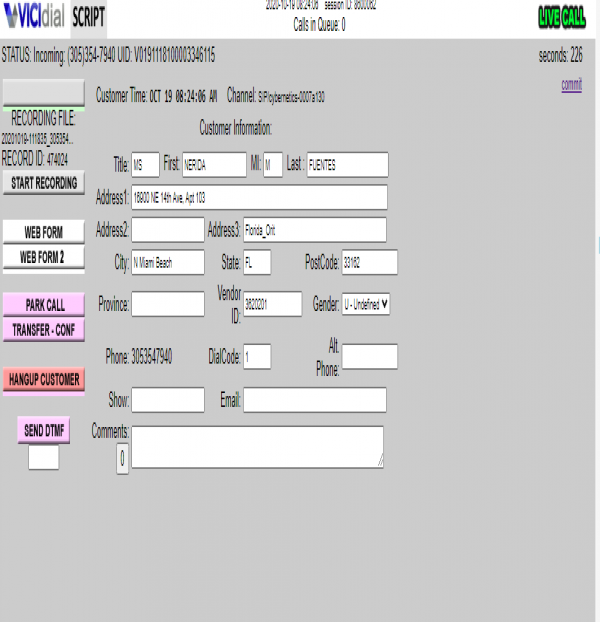 VICIdial SCRIPT
2020-10-19 08:24:06 session ID: 8600062
Calls in Queue: 0
LIVE CALL
STATUS: Incoming: (305)354-7940 UID: V0191118100003346115
seconds: 226
Customer Time: OCT 19 08:24:06 AM Channel: SIP/cybernetics-0007a130
commit
RECORDING FILE:
20201019-111835_305354...
RECORD ID: 474024
START RECORDING
WEB FORM
WEB FORM 2
PARK CALL
TRANSFER - CONF
HANGUP CUSTOMER
SEND DTMF
Customer Information:
Title: MS First: NERIDA MI: M Last : FUENTES
Address1: 16900 NE 14th Ave, Apt 103
Address2: Address3: Florida_Orit
City: N Miami Beach State: FL PostCode: 33162
Province: Vendor ID: 3820201 Gender: U - Undefined
Phone: 3053547940 DialCode: 1 Alt. Phone:
Show: Email:
Comments:
0